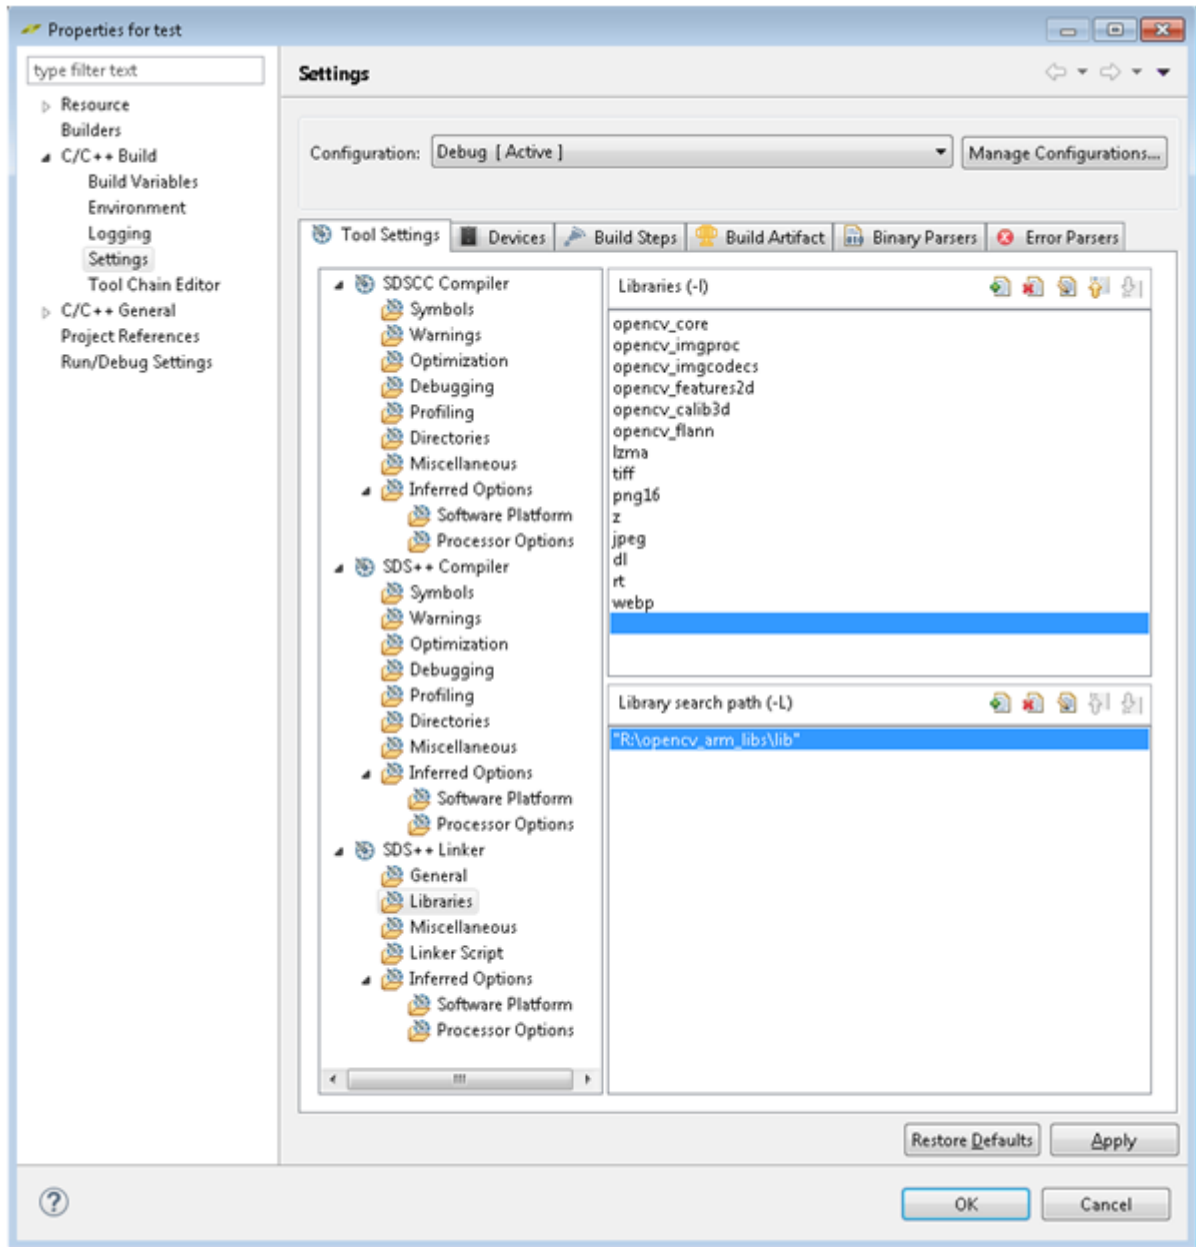 Properties for test
type filter text
Resource
Builders
C/C++ Build
Build Variables
Environment
Logging
Settings
Tool Chain Editor
C/C++ General
Project References
Run/Debug Settings
Settings
Configuration: Debug [ Active ] Manage Configurations...
Tool Settings Devices Build Steps Build Artifact Binary Parsers Error Parsers
SDSCC Compiler
Symbols
Warnings
Optimization
Debugging
Profiling
Directories
Miscellaneous
Inferred Options
Software Platform
Processor Options
SDS++ Compiler
Symbols
Warnings
Optimization
Debugging
Profiling
Directories
Miscellaneous
Inferred Options
Software Platform
Processor Options
SDS++ Linker
General
Libraries
Miscellaneous
Linker Script
Inferred Options
Software Platform
Processor Options
Libraries (-l)
opencv_core
opencv_imgproc
opencv_imgcodecs
opencv_features2d
opencv_calib3d
opencv_flann
lzma
tiff
png16
z
jpeg
dl
rt
webp
Library search path (-L)
"R:\opencv_arm_libs\lib"
Restore Defaults Apply
OK Cancel